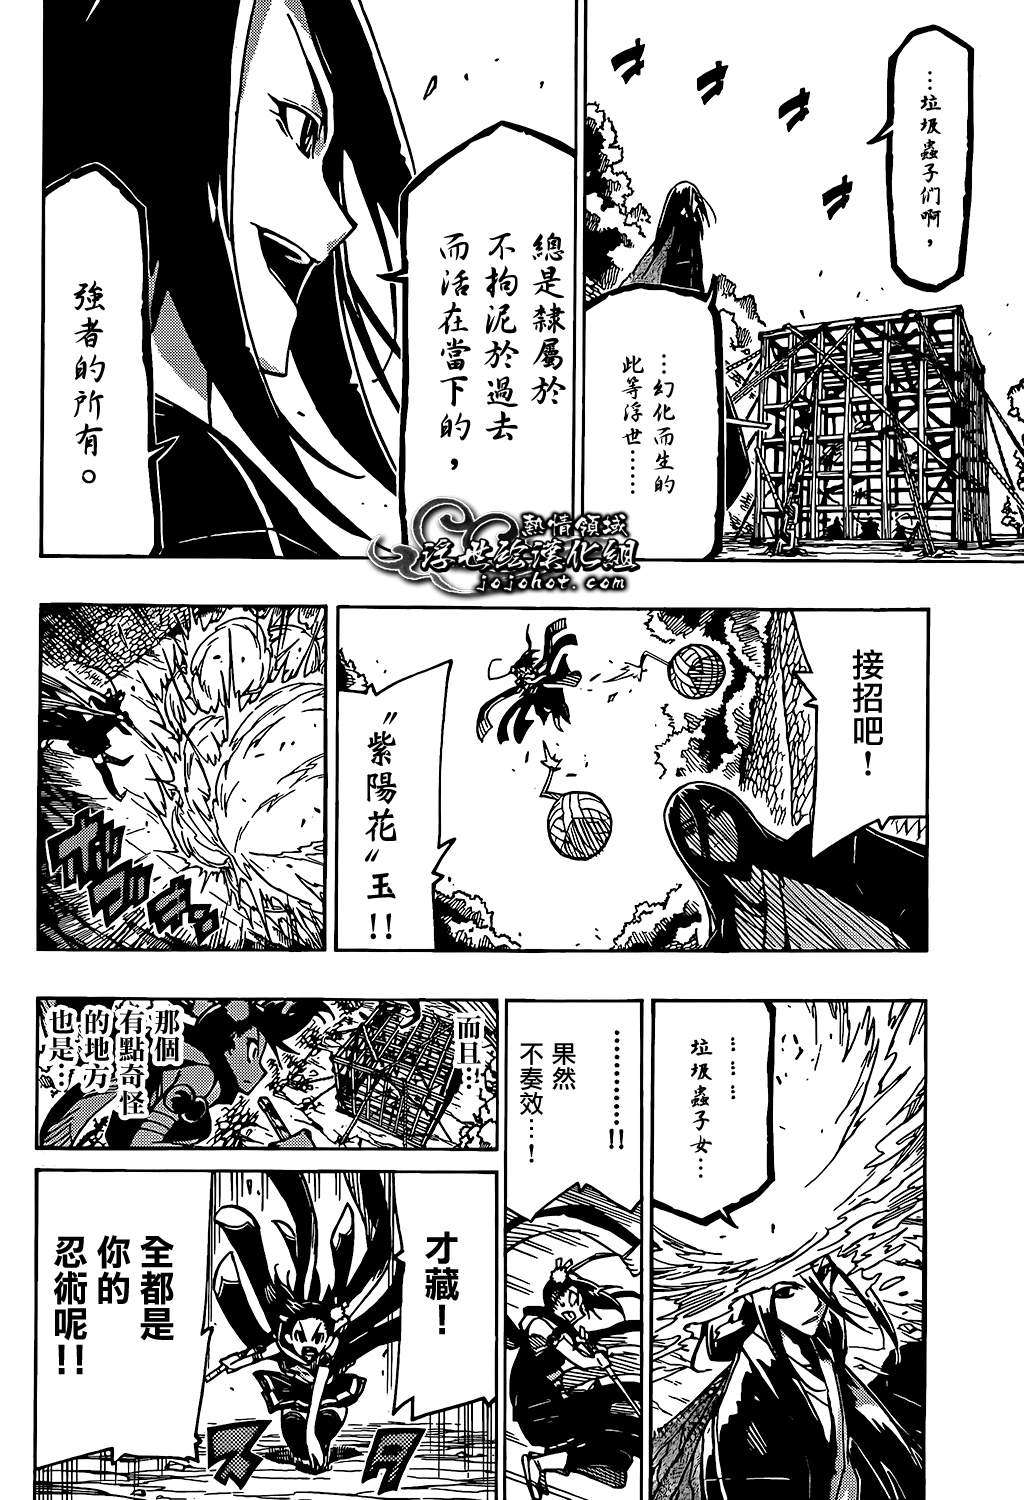 …垃圾蟲子们啊，
…幻化而生的
此等浮世……
總是隸屬於
不拘泥於過去
而活在當下的，
強者的所有。
熱情領域
浮世绘漢化組
jojohot.com
接招吧！
〝紫陽花〞玉！！
………
垃圾蟲子女…
…………！！
果然
不奏效…！
而且…
那個
有點奇怪
的地方
也是…
才藏！
全都是
你的
忍術呢！！